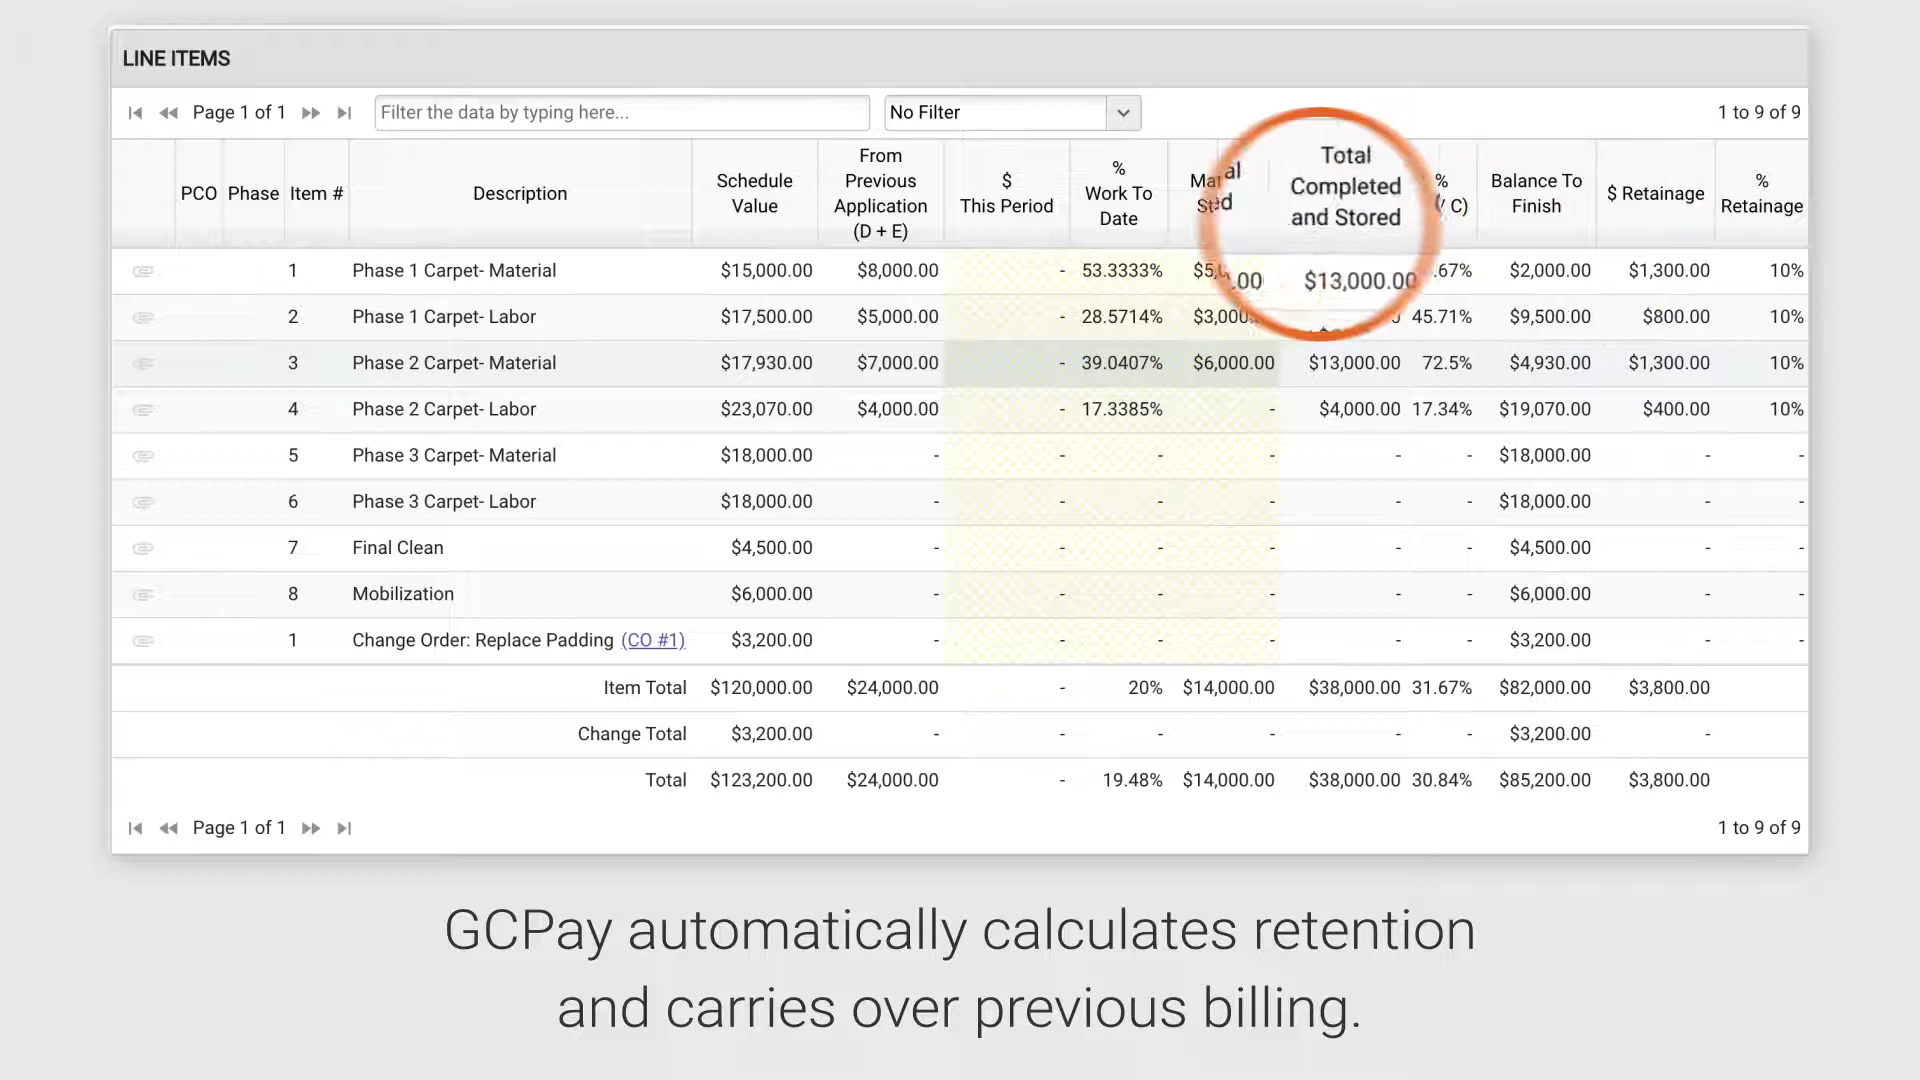 LINE ITEMS
Page 1 of 1 Filter the data by typing here... No Filter 1 to 9 of 9
PCO Phase Item # Description Schedule Value From Previous Application (D + E) $ This Period % Work To Date Total Completed and Stored % Balance To Finish $ Retainage % Retainage
1 Phase 1 Carpet- Material $15,000.00 $8,000.00 - 53.3333% $13,000.00 .67% $2,000.00 $1,300.00 10%
2 Phase 1 Carpet- Labor $17,500.00 $5,000.00 - 28.5714% $3,000. 45.71% $9,500.00 $800.00 10%
3 Phase 2 Carpet- Material $17,930.00 $7,000.00 - 39.0407% $6,000.00 $13,000.00 72.5% $4,930.00 $1,300.00 10%
4 Phase 2 Carpet- Labor $23,070.00 $4,000.00 - 17.3385% - $4,000.00 17.34% $19,070.00 $400.00 10%
5 Phase 3 Carpet- Material $18,000.00 - - - - - - $18,000.00 - -
6 Phase 3 Carpet- Labor $18,000.00 - - - - - - $18,000.00 - -
7 Final Clean $4,500.00 - - - - - - $4,500.00 - -
8 Mobilization $6,000.00 - - - - - - $6,000.00 - -
1 Change Order: Replace Padding (CO #1) $3,200.00 - - - - - - $3,200.00 - -
Item Total $120,000.00 $24,000.00 - 20% $14,000.00 $38,000.00 31.67% $82,000.00 $3,800.00
Change Total $3,200.00 - - - - - - $3,200.00 -
Total $123,200.00 $24,000.00 - 19.48% $14,000.00 $38,000.00 30.84% $85,200.00 $3,800.00
Page 1 of 1 1 to 9 of 9
GCPay automatically calculates retention
and carries over previous billing.